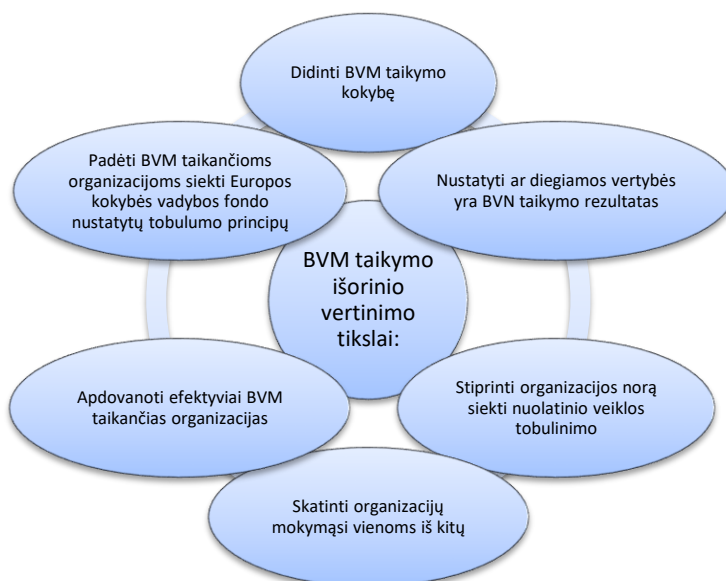 Didinti BVM taikymo
kokybę
Nustatyti ar diegiamos vertybės
yra BVN taikymo rezultatas
Stiprinti organizacijos norą
siekti nuolatinio veiklos
tobulinimo
Skatinti organizacijų
mokymąsi vienoms iš kitų
Apdovanoti efektyviai BVM
taikančias organizacijas
Padėti BVM taikančioms
organizacijoms siekti Europos
kokybės vadybos fondo
nustatytų tobulumo principų
BVM taikymo
išorinio
vertinimo
tikslai: